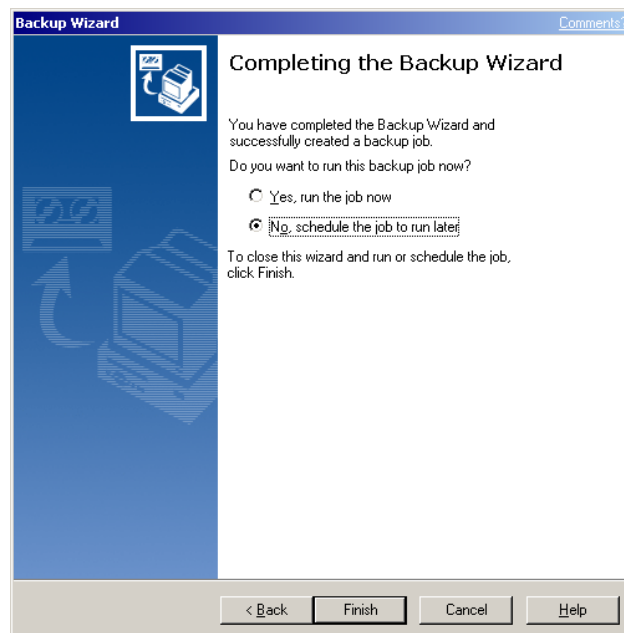 Backup Wizard
Comments?
Completing the Backup Wizard
You have completed the Backup Wizard and
successfully created a backup job.
Do you want to run this backup job now?
Yes, run the job now
No, schedule the job to run later
To close this wizard and run or schedule the job,
click Finish.
< Back
Finish
Cancel
Help